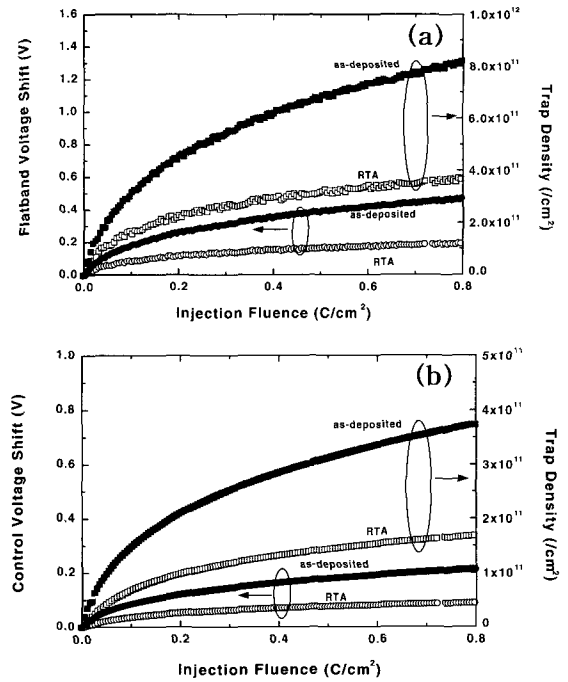 (a)
1.6
1.4
1.2
1.0
0.8
0.6
0.4
0.2
0.0
Flatband Voltage Shift (V)
1.0x10¹²
8.0x10¹¹
6.0x10¹¹
4.0x10¹¹
2.0x10¹¹
0.0
Trap Density (/cm²)
as-deposited
RTA
as-deposited
RTA
0.0 0.2 0.4 0.6 0.8
Injection Fluence (C/cm²)
(b)
1.0
0.8
0.6
0.4
0.2
0.0
Control Voltage Shift (V)
5x10¹¹
4x10¹¹
3x10¹¹
2x10¹¹
1x10¹¹
0
Trap Density (/cm²)
as-deposited
RTA
as-deposited
RTA
0.0 0.2 0.4 0.6 0.8
Injection Fluence (C/cm²)